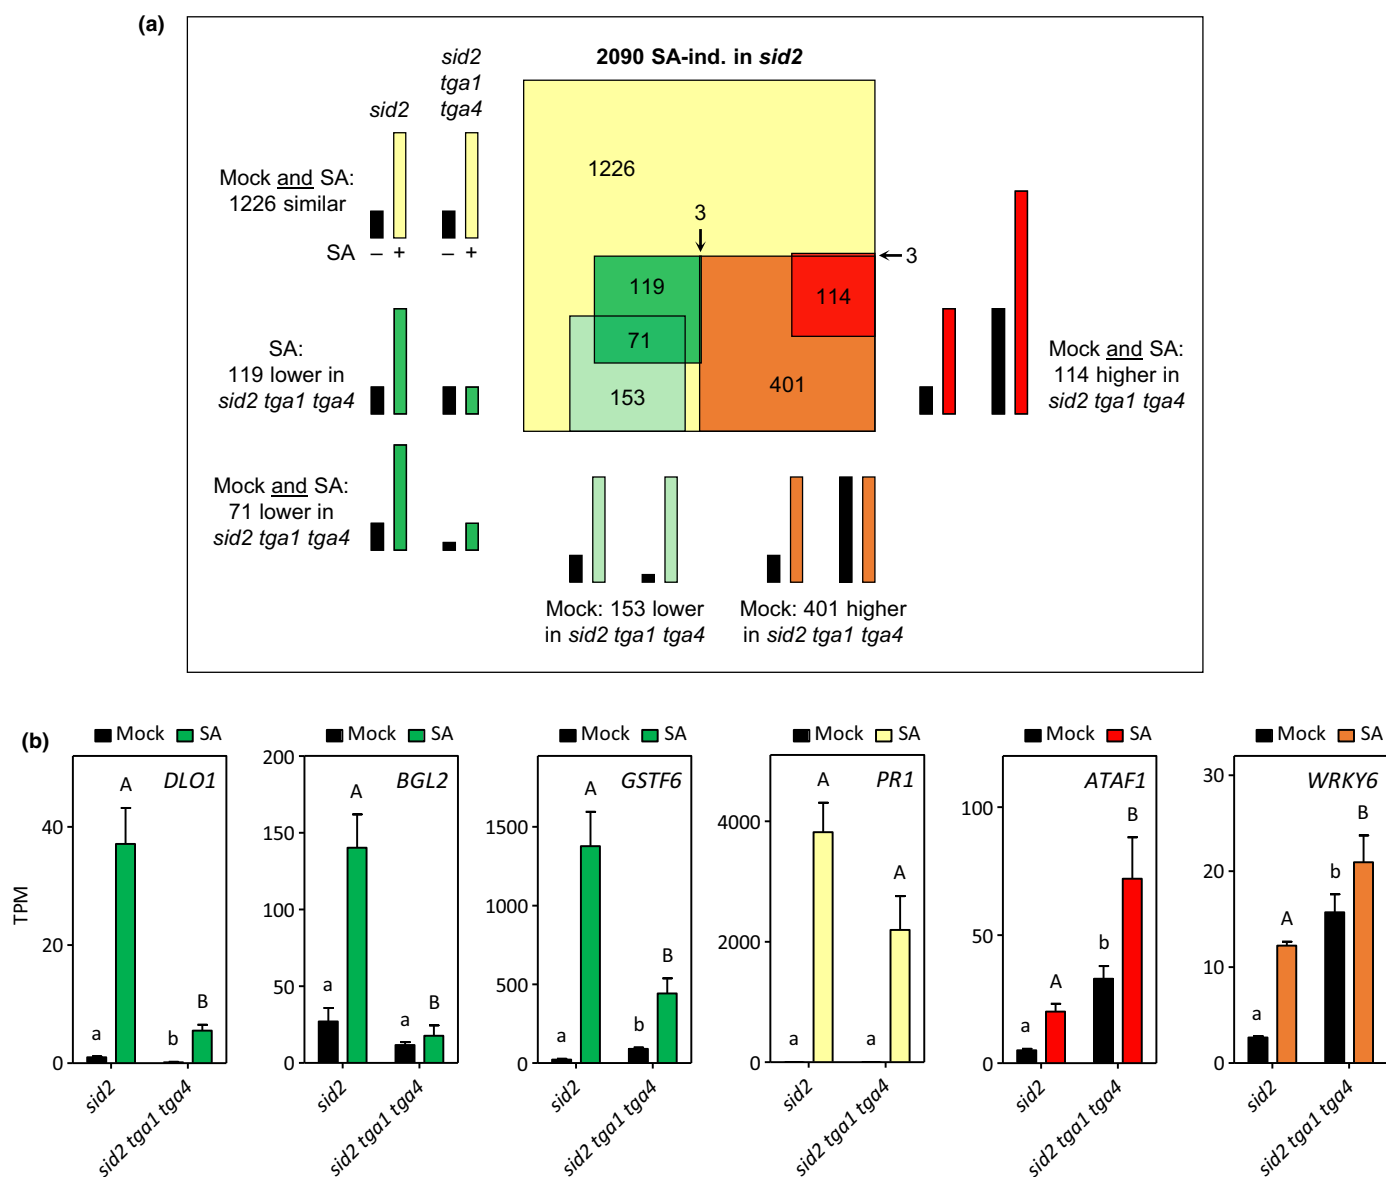 (a)
2090 SA-ind. in sid2
sid2
sid2
tga1
tga4
Mock and SA:
1226 similar
SA – + – +
1226
3
3
119
114
71
401
153
SA:
119 lower in
sid2 tga1 tga4
Mock and SA:
114 higher in
sid2 tga1 tga4
Mock and SA:
71 lower in
sid2 tga1 tga4
Mock: 153 lower
in sid2 tga1 tga4
Mock: 401 higher
in sid2 tga1 tga4
(b)
TPM
Mock SA
DLO1
40
20
0
a A b B
sid2
sid2 tga1 tga4
Mock SA
BGL2
200
150
100
50
0
a A a B
sid2
sid2 tga1 tga4
Mock SA
GSTF6
1500
1000
500
0
a A b B
sid2
sid2 tga1 tga4
Mock SA
PR1
4000
2000
0
a A a A
sid2
sid2 tga1 tga4
Mock SA
ATAF1
100
50
0
a A b B
sid2
sid2 tga1 tga4
Mock SA
WRKY6
30
20
10
0
a A b B
sid2
sid2 tga1 tga4